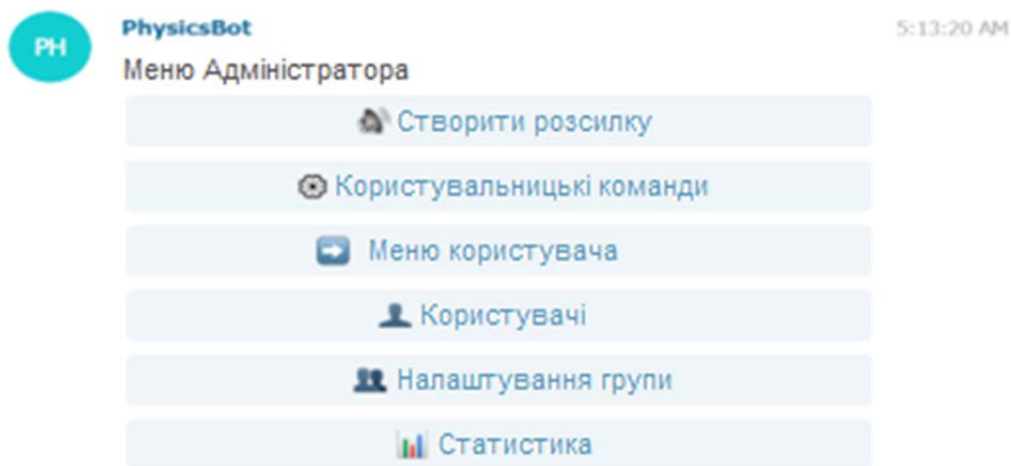 PH
PhysicsBot 5:13:20 AM
Меню Адміністратора
Створити розсилку
Користувальницькі команди
Меню користувача
Користувачі
Налаштування групи
Статистика